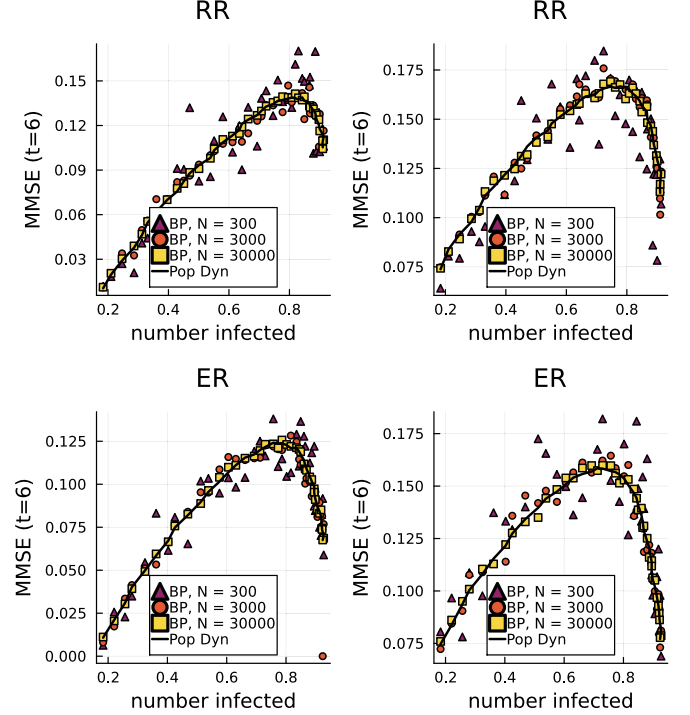 RR
RR
MMSE (t=6)
0.15
0.12
0.09
0.06
0.03
BP, N = 300
BP, N = 3000
BP, N = 30000
Pop Dyn
0.2 0.4 0.6 0.8
number infected
MMSE (t=6)
0.175
0.150
0.125
0.100
0.075
BP, N = 300
BP, N = 3000
BP, N = 30000
Pop Dyn
0.2 0.4 0.6 0.8
number infected
ER
ER
MMSE (t=6)
0.125
0.100
0.075
0.050
0.025
0.000
BP, N = 300
BP, N = 3000
BP, N = 30000
Pop Dyn
0.2 0.4 0.6 0.8
number infected
MMSE (t=6)
0.175
0.150
0.125
0.100
0.075
BP, N = 300
BP, N = 3000
BP, N = 30000
Pop Dyn
0.2 0.4 0.6 0.8
number infected